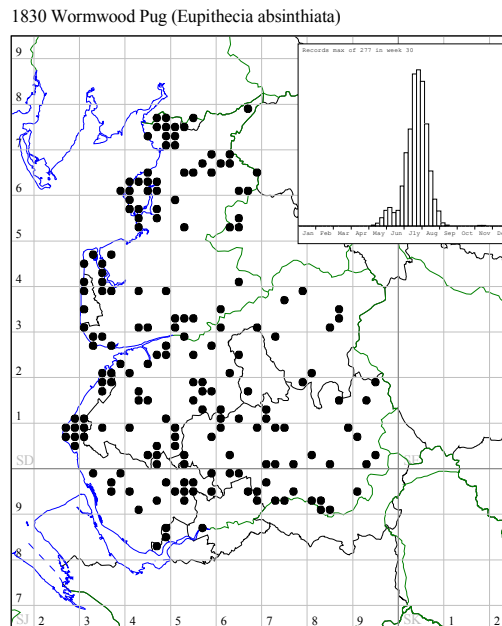 1830 Wormwood Pug (Eupithecia absinthiata)
Records max of 277 in week 30
Jan Feb Mar Apr May Jun Jly Aug Sep Oct Nov
9
8
7
6
5
4
3
2
1
SD
9
8
7
SJ 2 3 4 5 6 7 8 9 SK 1 2